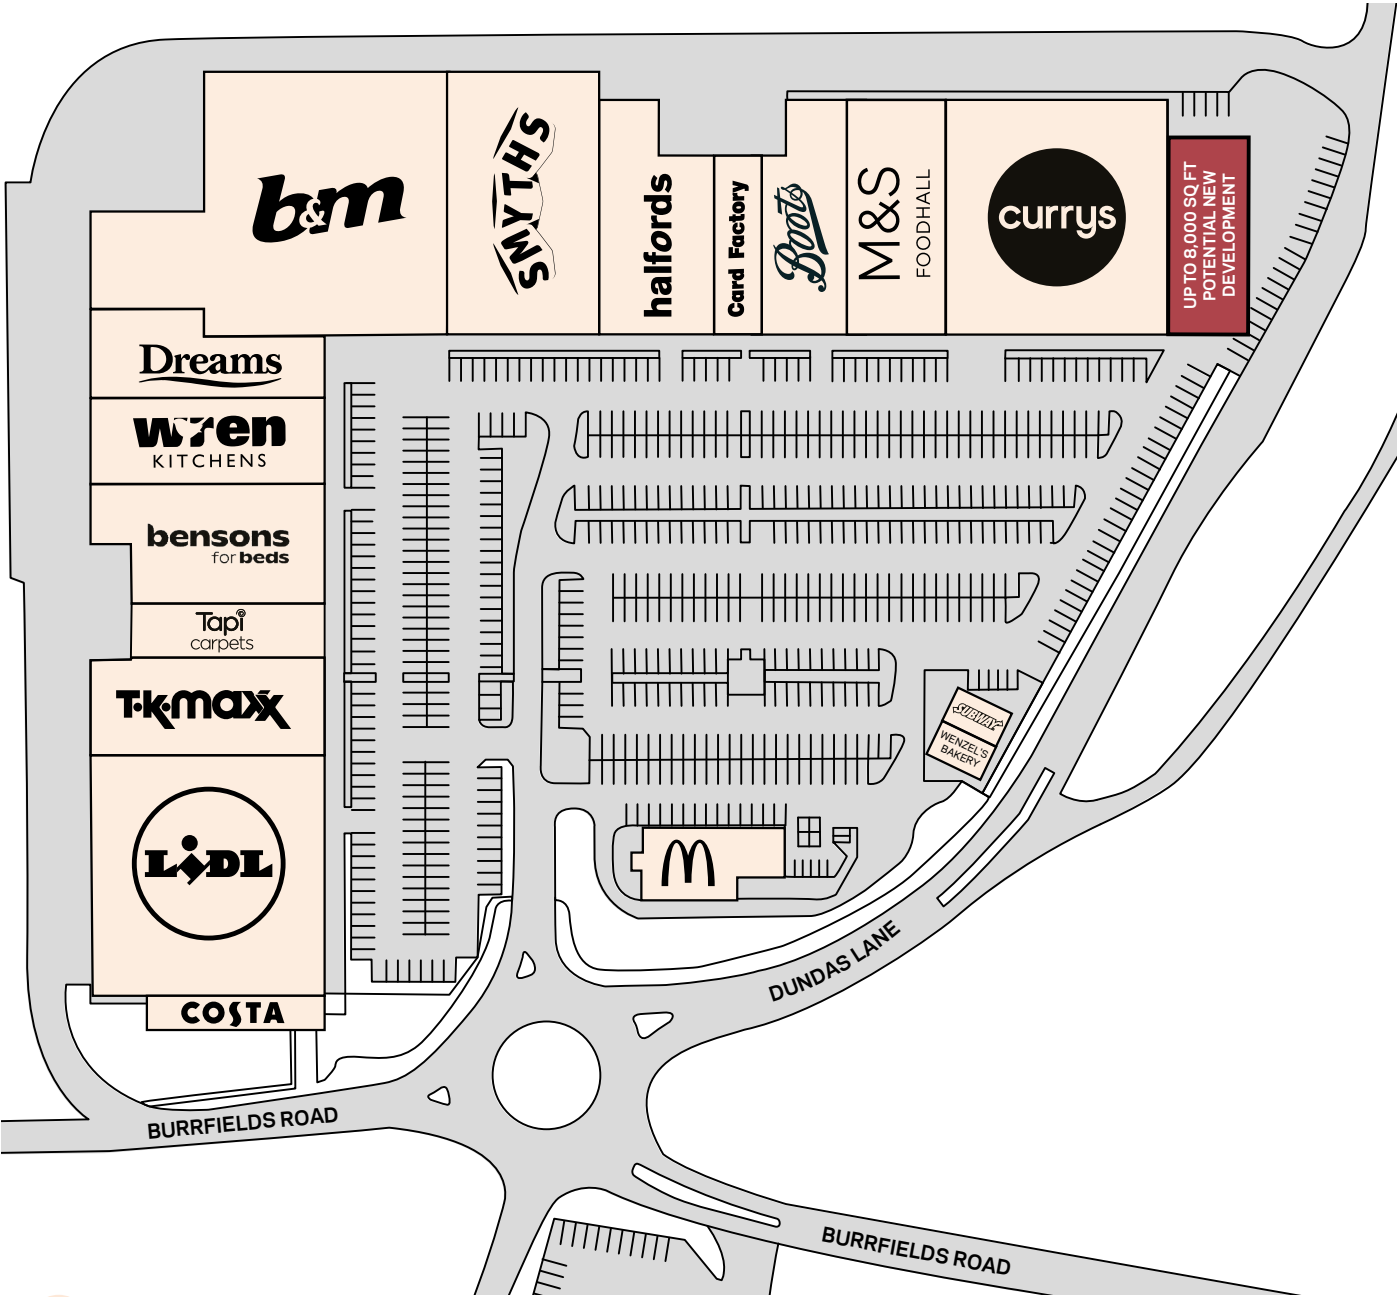 b&m
SMYTHS
halfords
Card Factory
Boots
M&S
FOODHALL
currys
UP TO 8,000 SQ FT
POTENTIAL NEW
DEVELOPMENT
Dreams
wren
KITCHENS
bensons
for beds
Tapi
carpets
T·K·maxx
LiDL
COSTA
SUBWAY
WENZEL'S
BAKERY
M
DUNDAS LANE
BURRFIELDS ROAD
BURRFIELDS ROAD